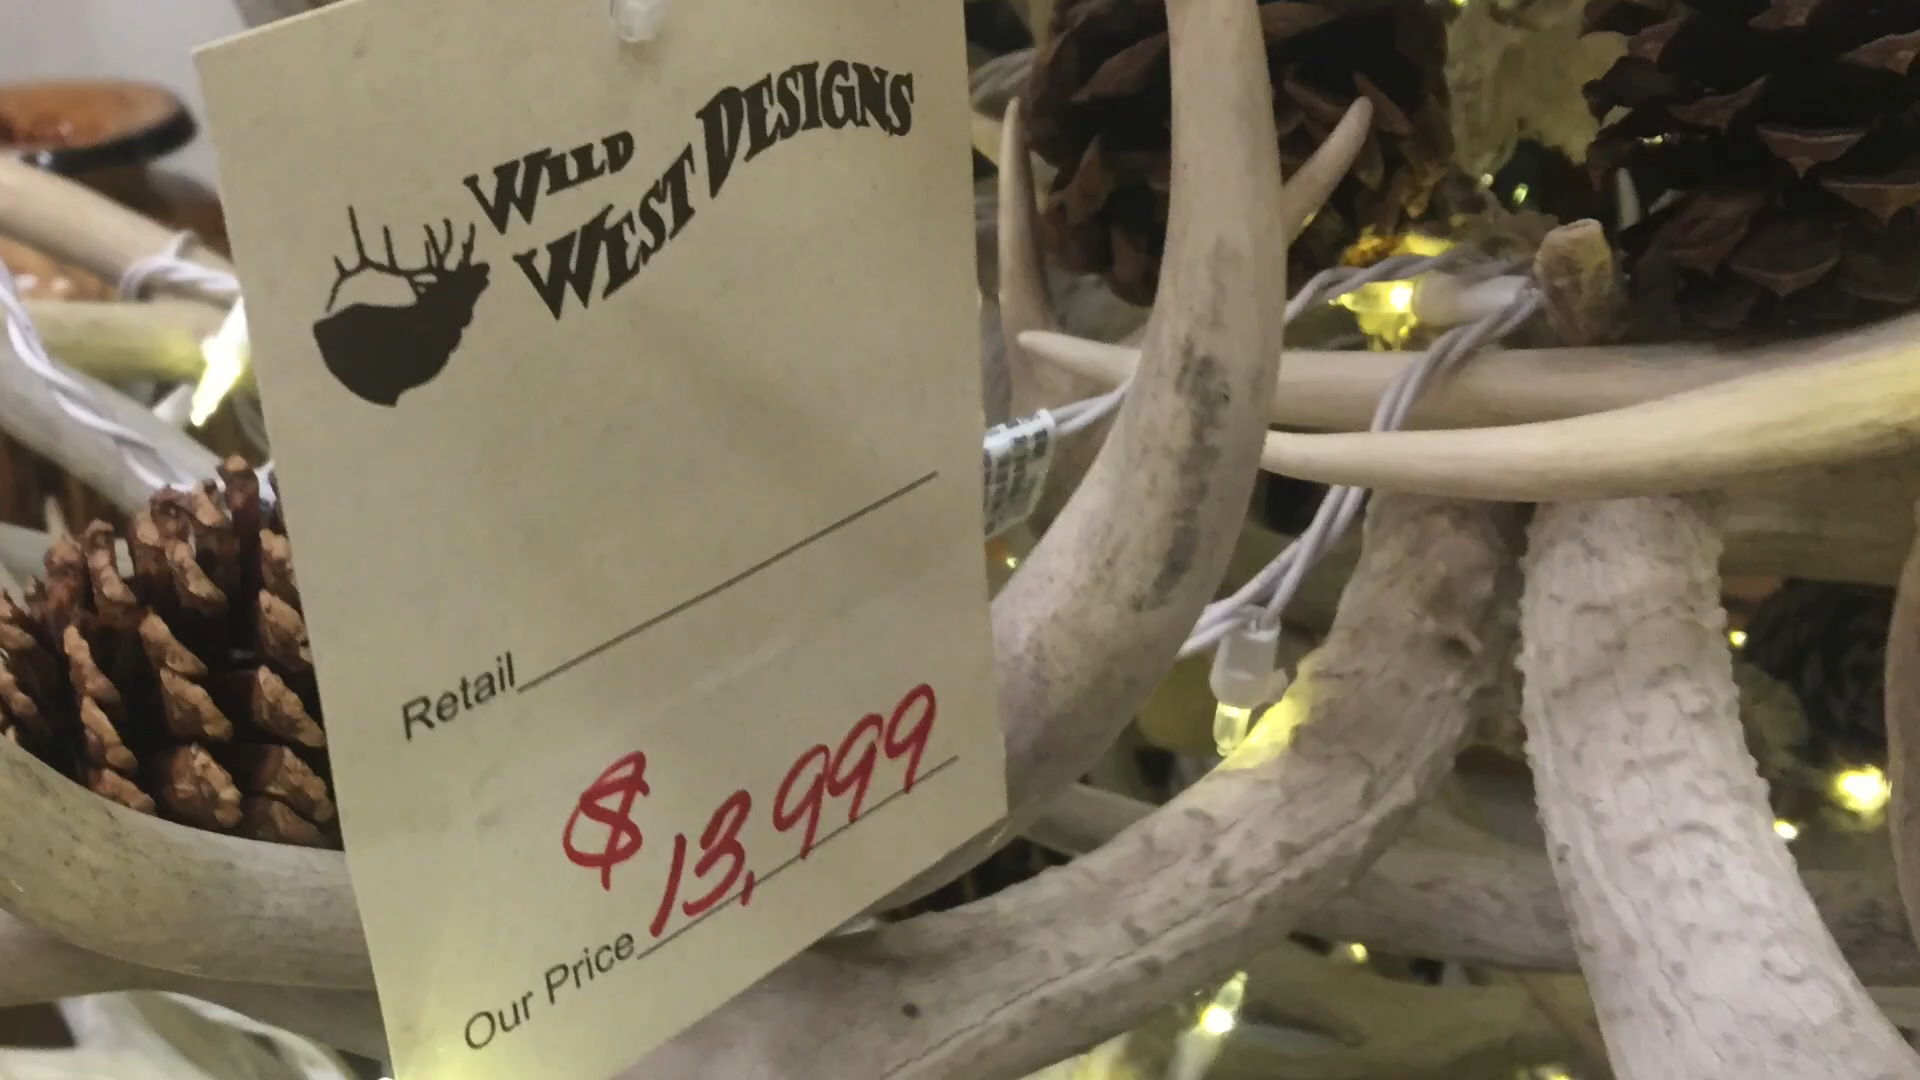 WILD
WEST DESIGNS
Retail
$13,999
Our Price